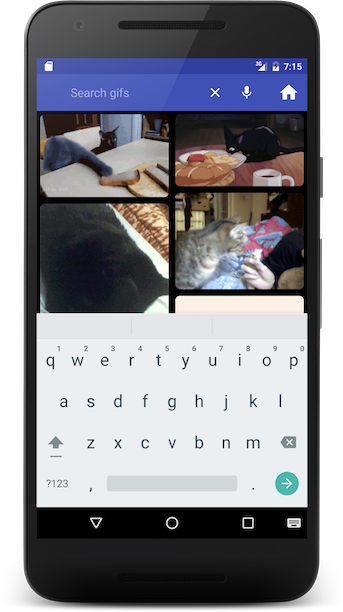 3G 7:15
Search gifs
1 2 3 4 5 6 7 8 9 0
q w e r t y u i o p
a s d f g h j k l
z x c v b n m
?123 , .